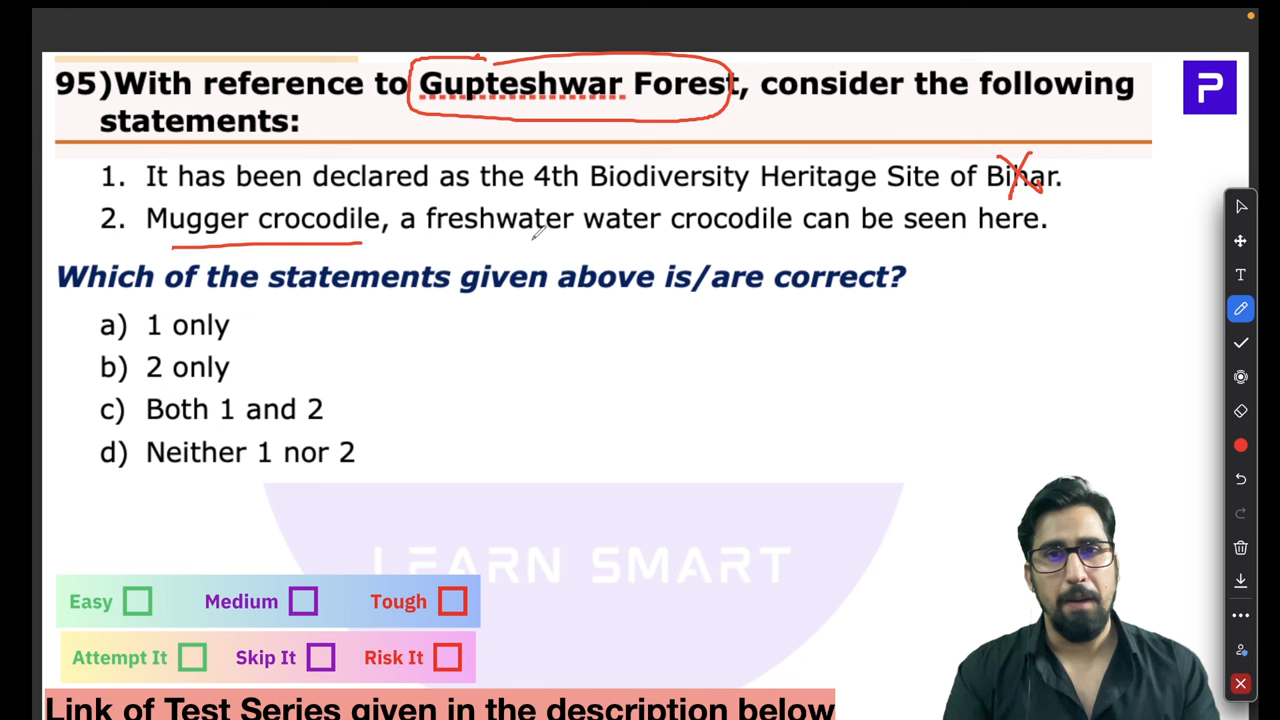 95)With reference to Gupteshwar Forest, consider the following
statements:
1. It has been declared as the 4th Biodiversity Heritage Site of Bihar.
2. Mugger crocodile, a freshwater water crocodile can be seen here.
Which of the statements given above is/are correct?
a) 1 only
b) 2 only
c) Both 1 and 2
d) Neither 1 nor 2
LEARN SMART
Easy Medium Tough
Attempt It Skip It Risk It
Link of Test Series given in the description below